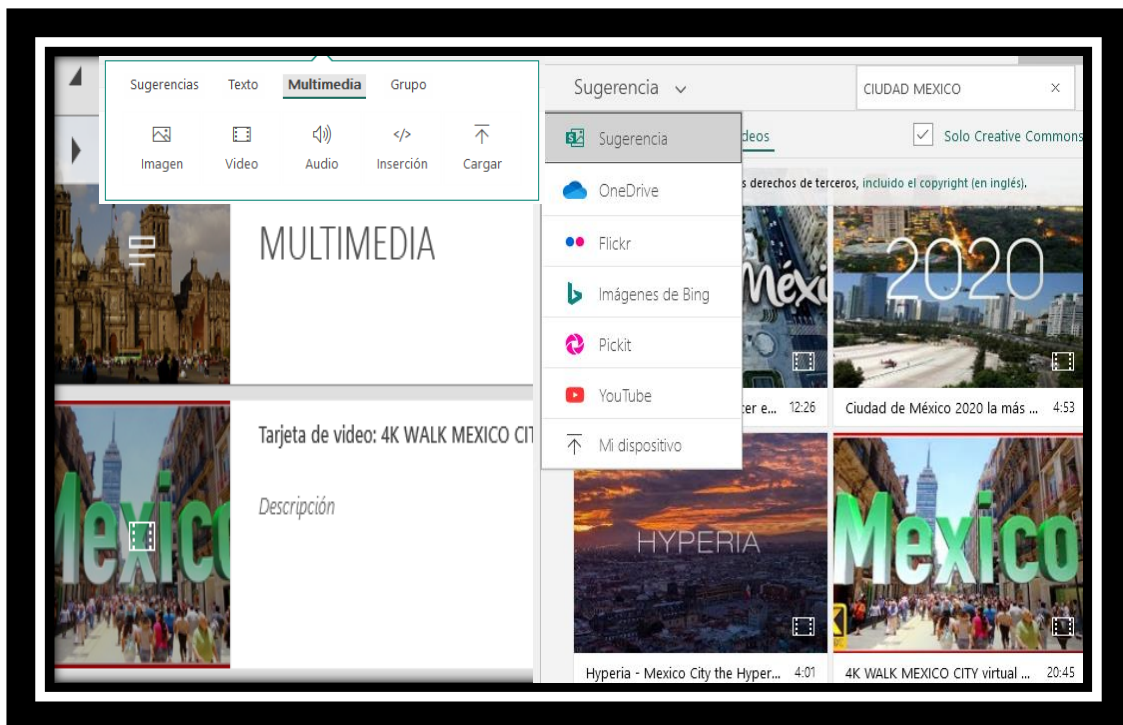 Sugerencias Texto Multimedia Grupo
Imagen Video Audio Inserción Cargar
MULTIMEDIA
Mexico
Tarjeta de video: 4K WALK MEXICO CIT
Descripción
Sugerencia
CIUDAD MEXICO
Sugerencia
OneDrive
Flickr
Imágenes de Bing
Pickit
YouTube
Mi dispositivo
deos
Solo Creative Commons
s derechos de terceros, incluido el copyright (en inglés).
Méxi
2020
er e... 12:26
Ciudad de México 2020 la más ... 4:53
HYPERIA
Mexico
Hyperia - Mexico City the Hyper... 4:01
4K WALK MEXICO CITY virtual ... 20:45